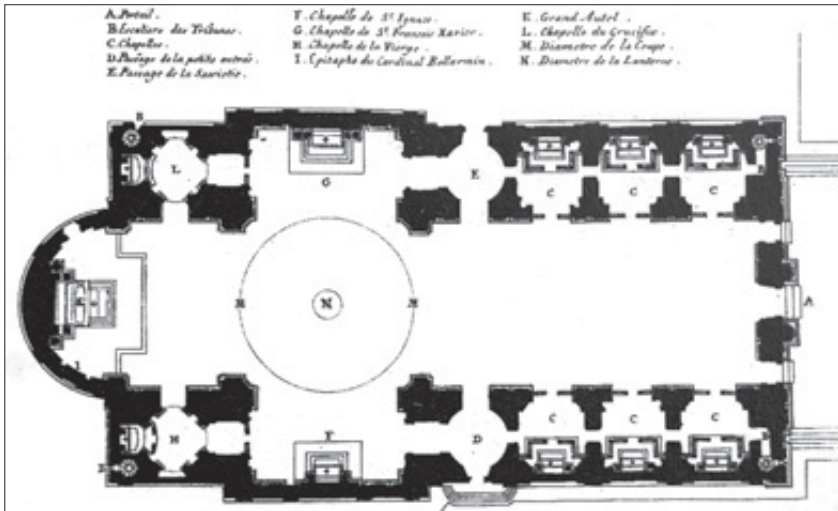 A. Portail.
B. Escaliers des Tribunes.
C. Chapelles.
D. Passage de la petite entrée.
E. Passage de la Sacristie.
F. Chapelle de St. Ignace.
G. Chapelle de St. François Xavier.
H. Chapelle de la Vierge.
I. Epitaphe du Cardinal Bellarmin.
K. Grand Autel.
L. Chapelle du Crucifix.
M. Diametre de la Coupe.
N. Diametre de la Lanterne.
B
L
G
E
C C C
M N M
K
A
I
H
F
D
C C C
B
B